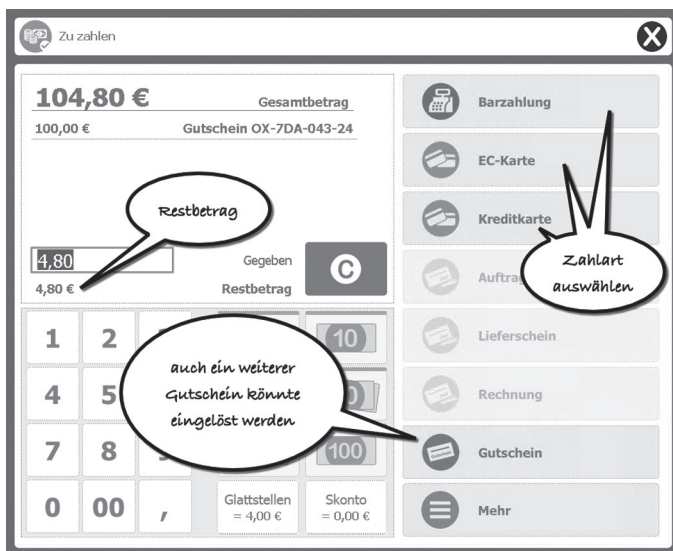 Zu zahlen
104,80 € Gesamtbetrag
100,00 € Gutschein OX-7DA-043-24
Restbetrag
4,80 Gegeben
C
4,80 € Restbetrag
1 2
10
4 5
auch ein weiterer
Gutschein könnte
eingelöst werden
7 8
100
0 00 , Glattstellen
= 4,00 €
Skonto
= 0,00 €
Barzahlung
EC-Karte
Kreditkarte
Zahlart
auswählen
Lieferschein
Rechnung
Gutschein
Mehr